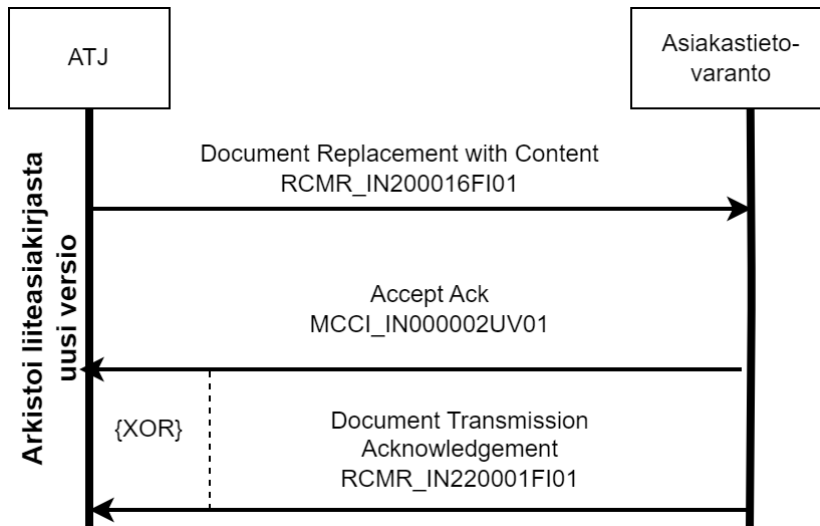 ATJ
Asiakastieto-
varanto
Arkistoi liiteasiakirjasta
uusi versio
Document Replacement with Content
RCMR_IN200016FI01
Accept Ack
MCCI_IN000002UV01
{XOR}
Document Transmission
Acknowledgement
RCMR_IN220001FI01